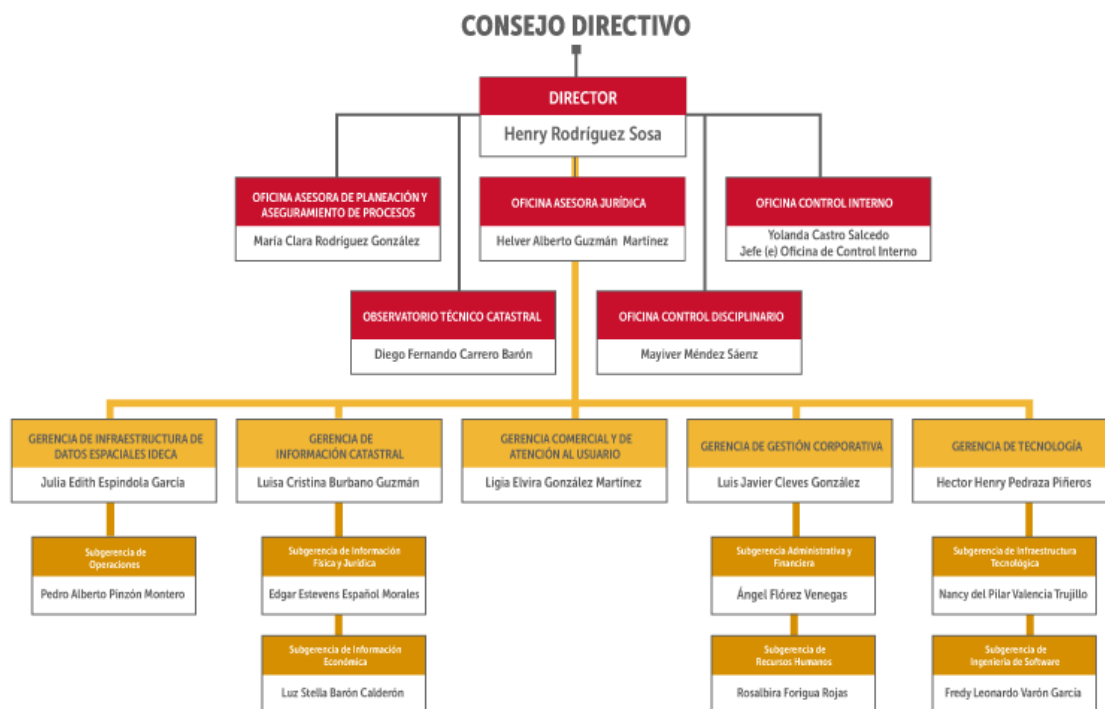 CONSEJO DIRECTIVO
DIRECTOR
Henry Rodríguez Sosa
OFICINA ASESORA DE PLANEACIÓN Y
ASEGURAMIENTO DE PROCESOS
María Clara Rodríguez González
OFICINA ASESORA JURÍDICA
Helver Alberto Guzmán Martínez
OFICINA CONTROL INTERNO
Yolanda Castro Salcedo
Jefe (e) Oficina de Control Interno
OBSERVATORIO TÉCNICO CATASTRAL
Diego Fernando Carrero Barón
OFICINA CONTROL DISCIPLINARIO
Mayiver Méndez Sáenz
GERENCIA DE INFRAESTRUCTURA DE
DATOS ESPACIALES IDECA
Julia Edith Espindola García
GERENCIA DE
INFORMACIÓN CATASTRAL
Luisa Cristina Burbano Guzmán
GERENCIA COMERCIAL Y DE
ATENCIÓN AL USUARIO
Ligia Elvira González Martínez
GERENCIA DE GESTIÓN CORPORATIVA
Luis Javier Cleves González
GERENCIA DE TECNOLOGÍA
Hector Henry Pedraza Piñeros
Subgerencia de
Operaciones
Pedro Alberto Pinzón Montero
Subgerencia de Información
Física y Jurídica
Edgar Estevens Español Morales
Subgerencia Administrativa y
Financiera
Ángel Flórez Venegas
Subgerencia de Infraestructura
Tecnológica
Nancy del Pilar Valencia Trujillo
Subgerencia de Información
Económica
Luz Stella Barón Calderón
Subgerencia de
Recursos Humanos
Rosalbira Forigua Rojas
Subgerencia de
Ingeniería de Software
Fredy Leonardo Varón García